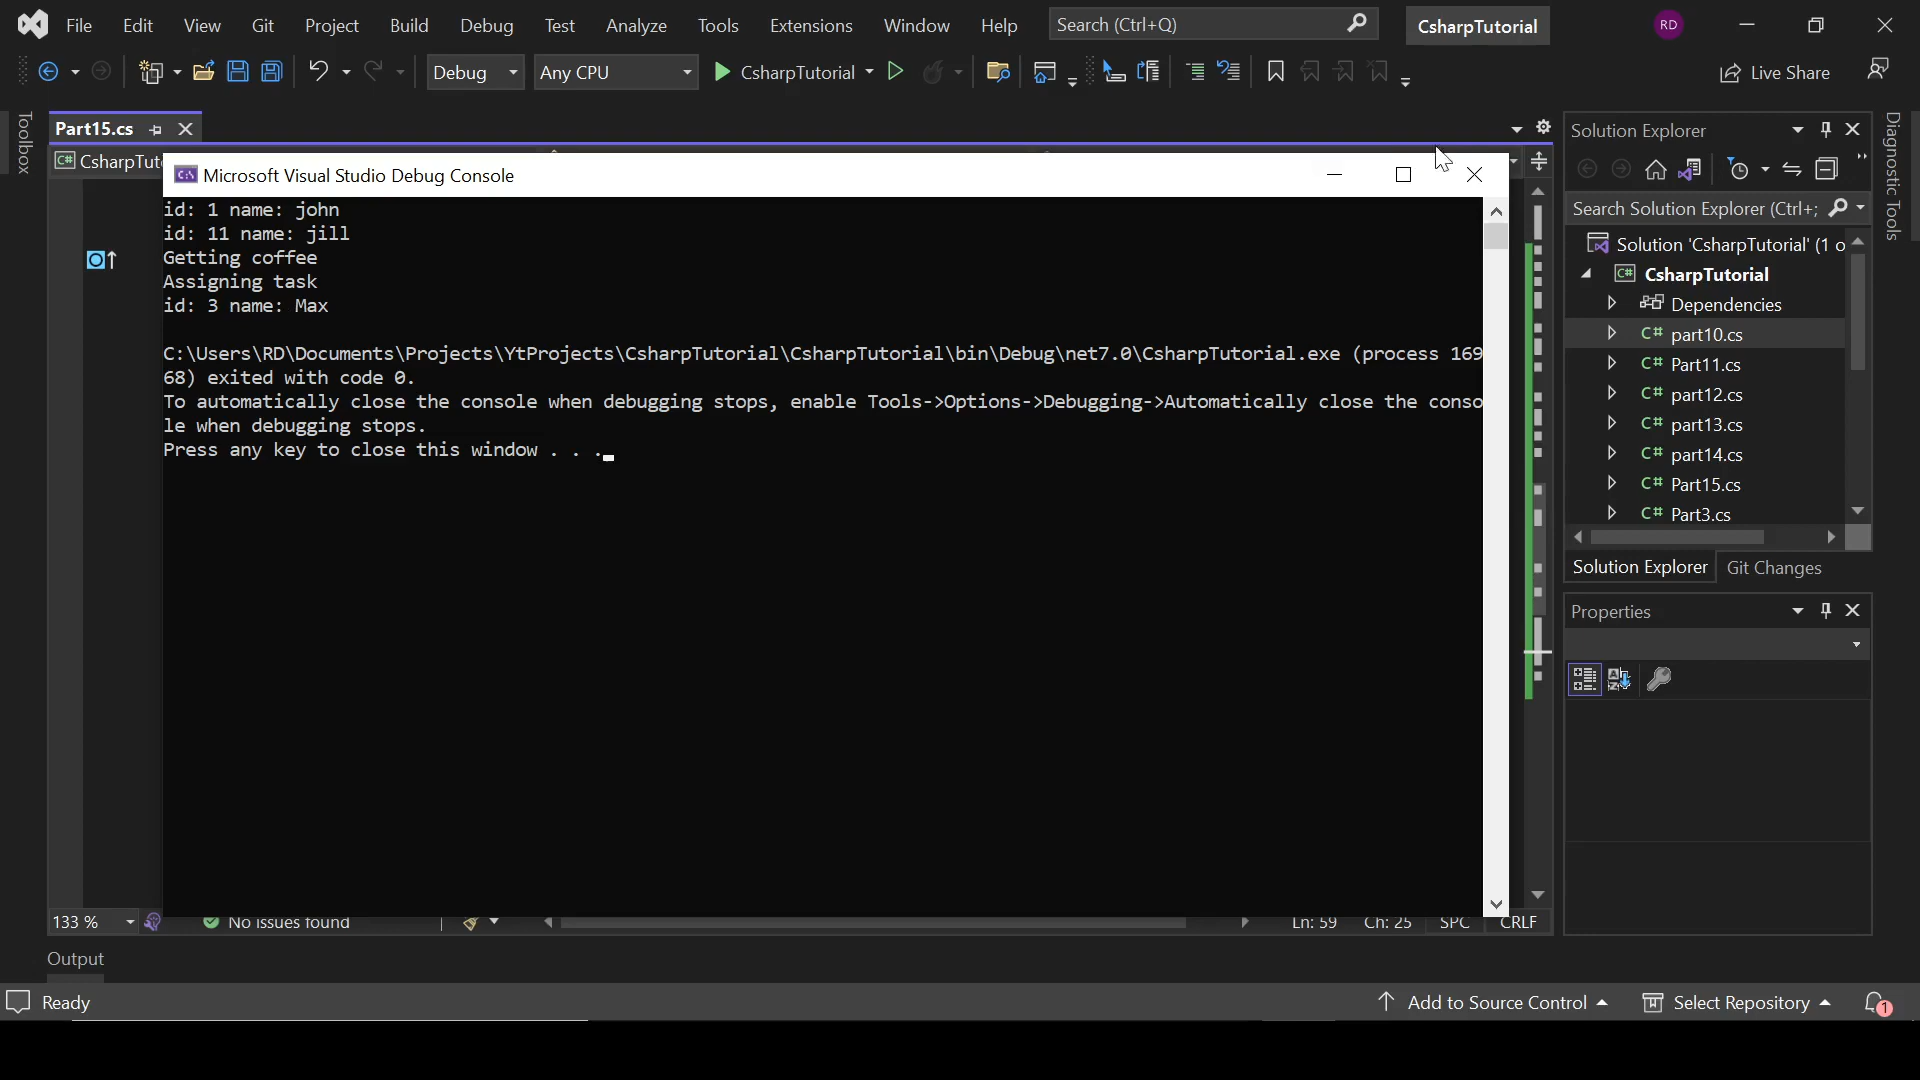 File Edit View Git Project Build Debug Test Analyze Tools Extensions Window Help Search (Ctrl+Q) CsharpTutorial RD
Debug Any CPU CsharpTutorial Live Share
Toolbox
Part15.cs
C# CsharpTut
Microsoft Visual Studio Debug Console
id: 1 name: john
id: 11 name: jill
Getting coffee
Assigning task
id: 3 name: Max
C:\Users\RD\Documents\Projects\YtProjects\CsharpTutorial\CsharpTutorial\bin\Debug\net7.0\CsharpTutorial.exe (process 169
68) exited with code 0.
To automatically close the console when debugging stops, enable Tools->Options->Debugging->Automatically close the conso
le when debugging stops.
Press any key to close this window . . .
133 % No issues found Ln: 59 Ch: 25 SPC CRLF
Solution Explorer
Search Solution Explorer (Ctrl+;
Solution 'CsharpTutorial' (1 o
C# CsharpTutorial
Dependencies
C# part10.cs
C# Part11.cs
C# part12.cs
C# part13.cs
C# part14.cs
C# Part15.cs
C# Part3.cs
Solution Explorer Git Changes
Properties
Diagnostic Tools
Output
Ready Add to Source Control Select Repository 1